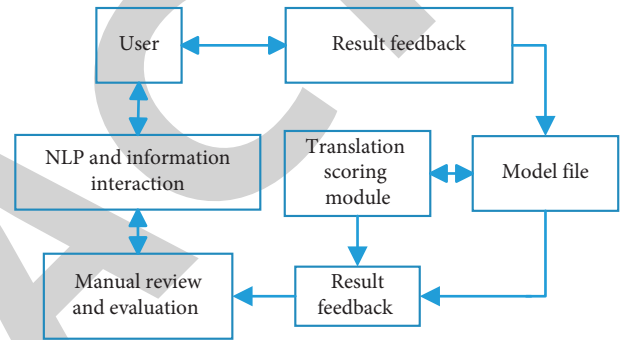 User
Result feedback
NLP and information
interaction
Translation
scoring
module
Model file
Manual review
and evaluation
Result
feedback